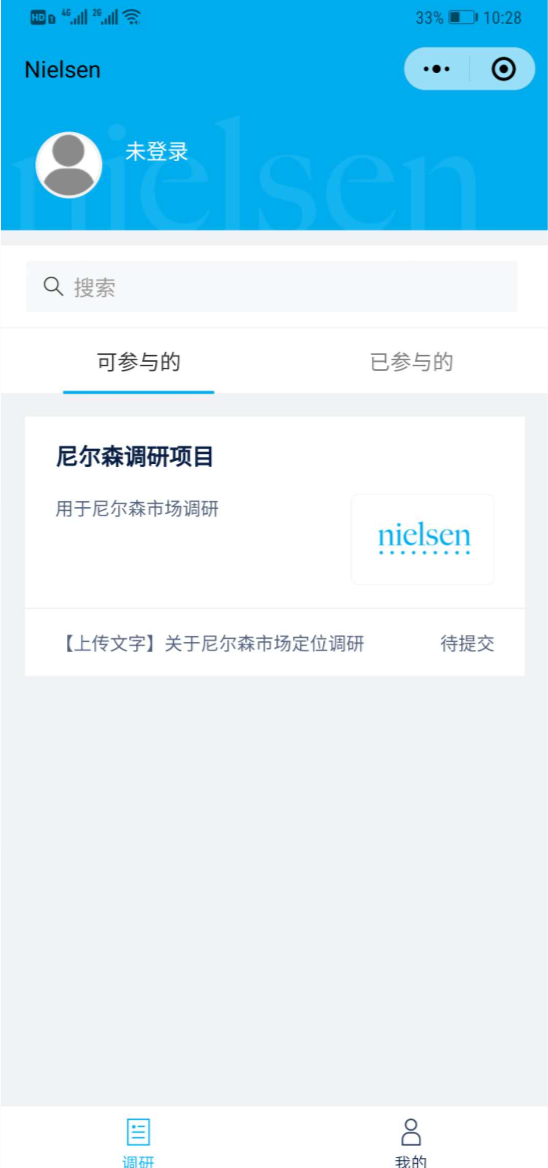 HD 4G 2G 33% 10:28
Nielsen
nielsen
未登录
搜索
可参与的 已参与的
尼尔森调研项目
用于尼尔森市场调研
nielsen
【上传文字】关于尼尔森市场定位调研 待提交
调研 我的